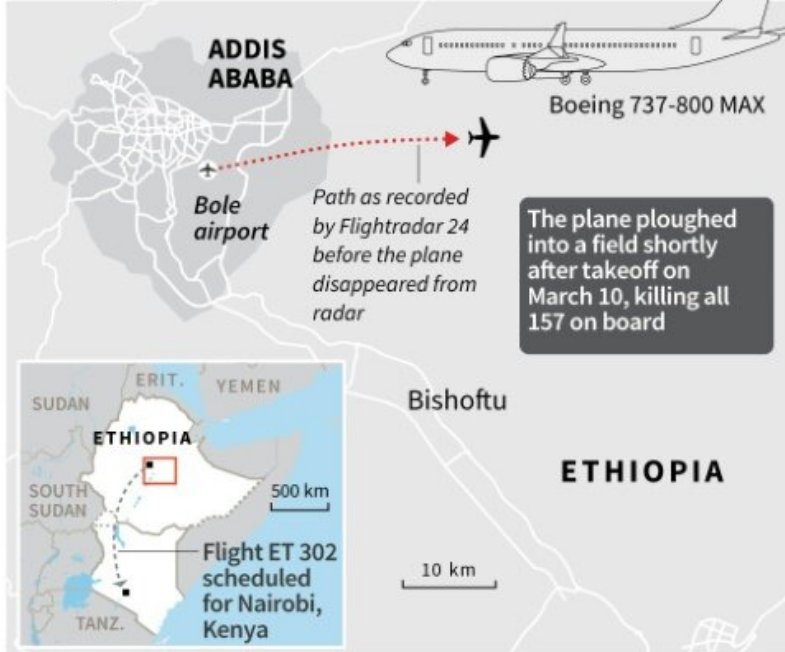 ADDIS
ABABA
Boeing 737-800 MAX
Bole
airport
Path as recorded
by Flightradar 24
before the plane
disappeared from
radar
The plane ploughed
into a field shortly
after takeoff on
March 10, killing all
157 on board
Bishoftu
ETHIOPIA
10 km
ERIT.
YEMEN
SUDAN
ETHIOPIA
SOUTH
SUDAN
500 km
Flight ET 302
scheduled
for Nairobi,
Kenya
TANZ.